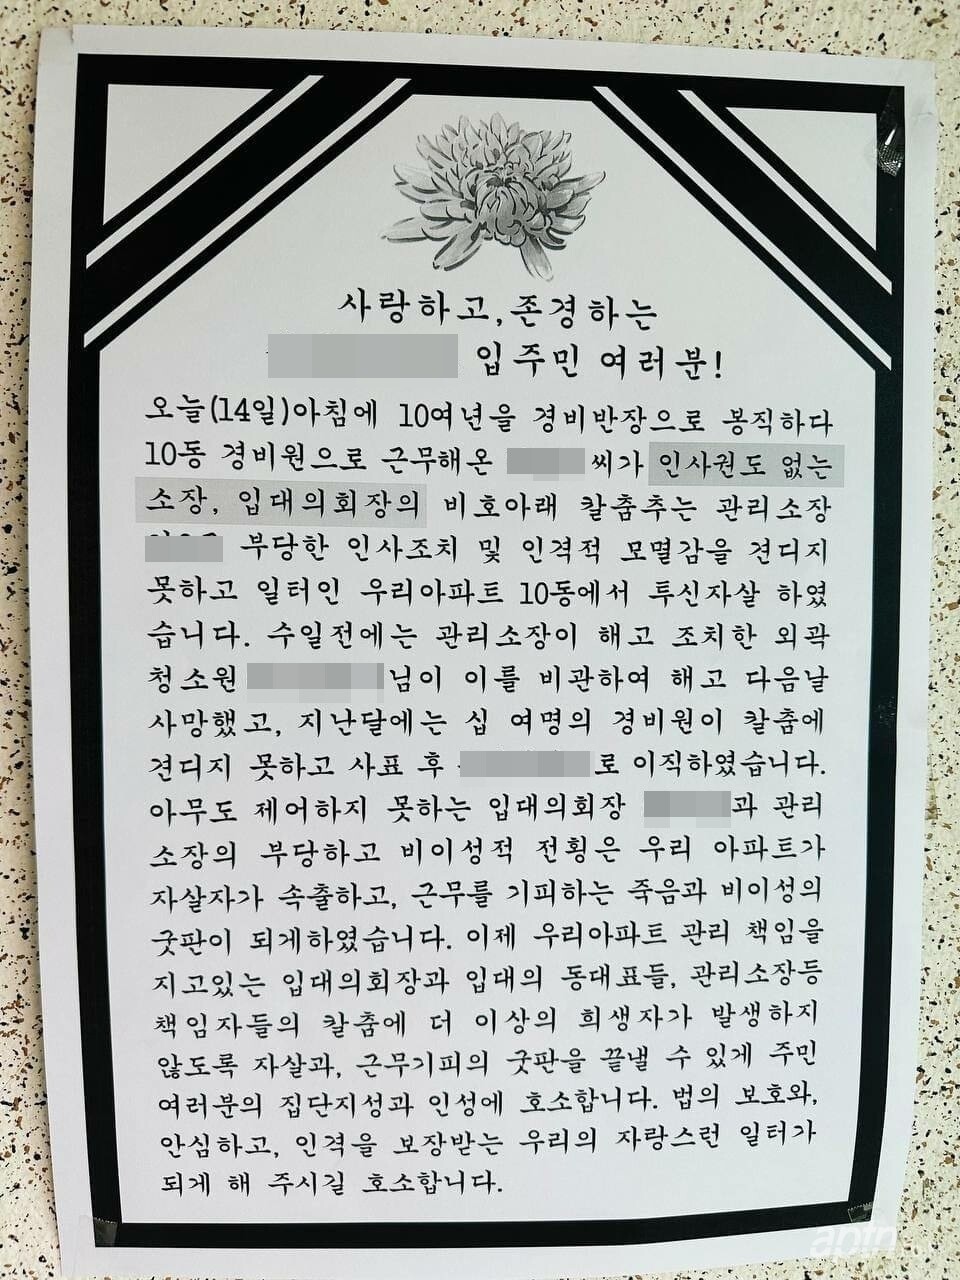 사랑하고,존경하는
입주민 여러분!
오늘(14일)아침에 10여년을 경비반장으로 봉직하다
10동 경비원으로 근무해온 씨가 인사권도 없는
소장, 입대의회장의 비호아래 칼춤추는 관리소장
부당한 인사조치 및 인격적 모멸감을 견디지
못하고 일터인 우리아파트 10동에서 투신자살 하였
습니다. 수일전에는 관리소장이 해고 조치한 외곽
청소원 님이 이를 비관하여 해고 다음날
사망했고, 지난달에는 십 여명의 경비원이 칼춤에
견디지 못하고 사표 후 로 이직하였습니다.
아무도 제어하지 못하는 입대의회장 과 관리
소장의 부당하고 비이성적 전횡은 우리 아파트가
자살자가 속출하고, 근무를 기피하는 죽음과 비이성의
굿판이 되게하였습니다. 이제 우리아파트 관리 책임을
지고있는 입대의회장과 입대의 동대표들, 관리소장등
책임자들의 칼춤에 더 이상의 희생자가 발생하지
않도록 자살과, 근무기피의 굿판을 끝낼 수 있게 주민
여러분의 집단지성과 인성에 호소합니다. 법의 보호와,
안심하고, 인격을 보장받는 우리의 자랑스런 일터가
되게 해 주시길 호소합니다.
aptn